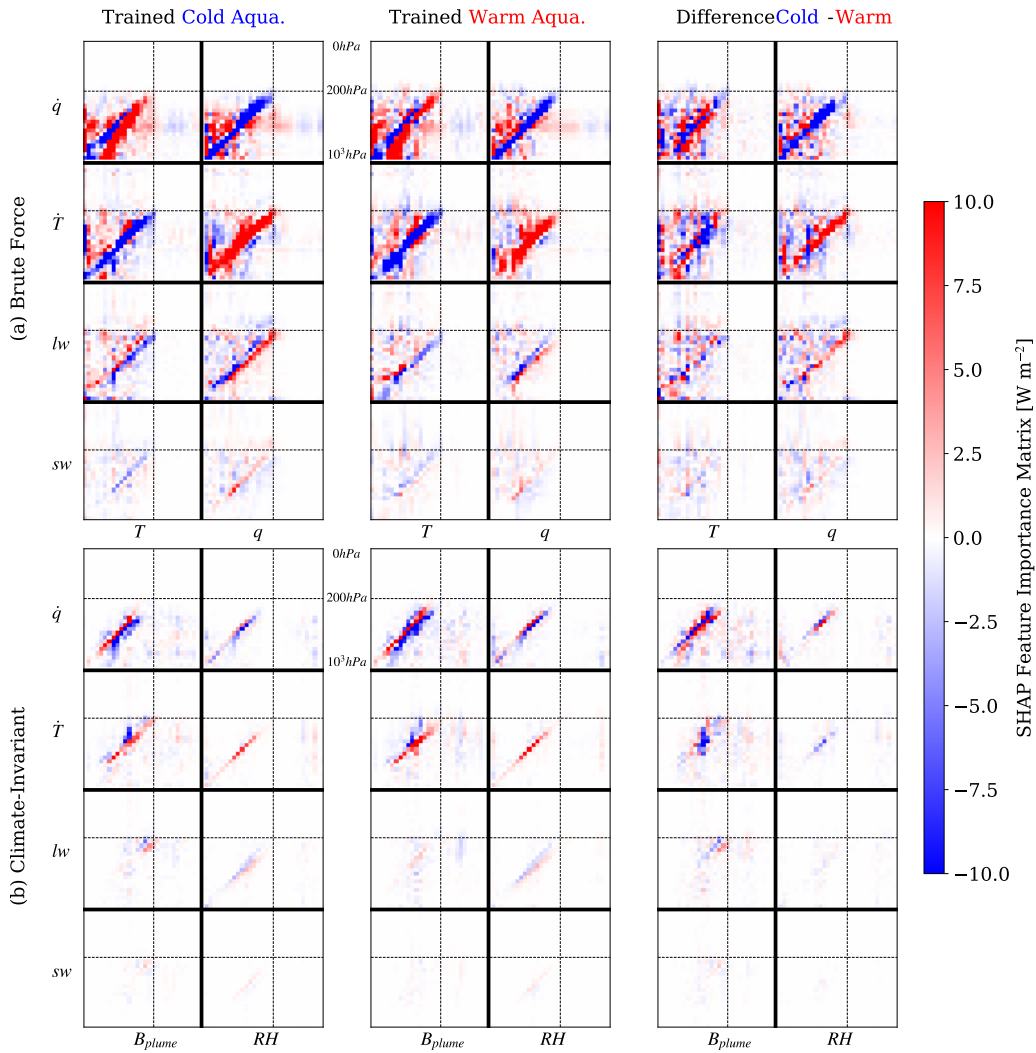 Trained Cold Aqua.
Trained Warm Aqua.
DifferenceCold -Warm
(a) Brute Force
q̇
0hPa
200hPa
10³hPa
Ṫ
lw
sw
T
q
T
q
T
q
(b) Climate-Invariant
q̇
0hPa
200hPa
10³hPa
Ṫ
lw
sw
B_plume
RH
B_plume
RH
B_plume
RH
10.0
7.5
5.0
2.5
0.0
−2.5
−5.0
−7.5
−10.0
SHAP Feature Importance Matrix [W m⁻²]